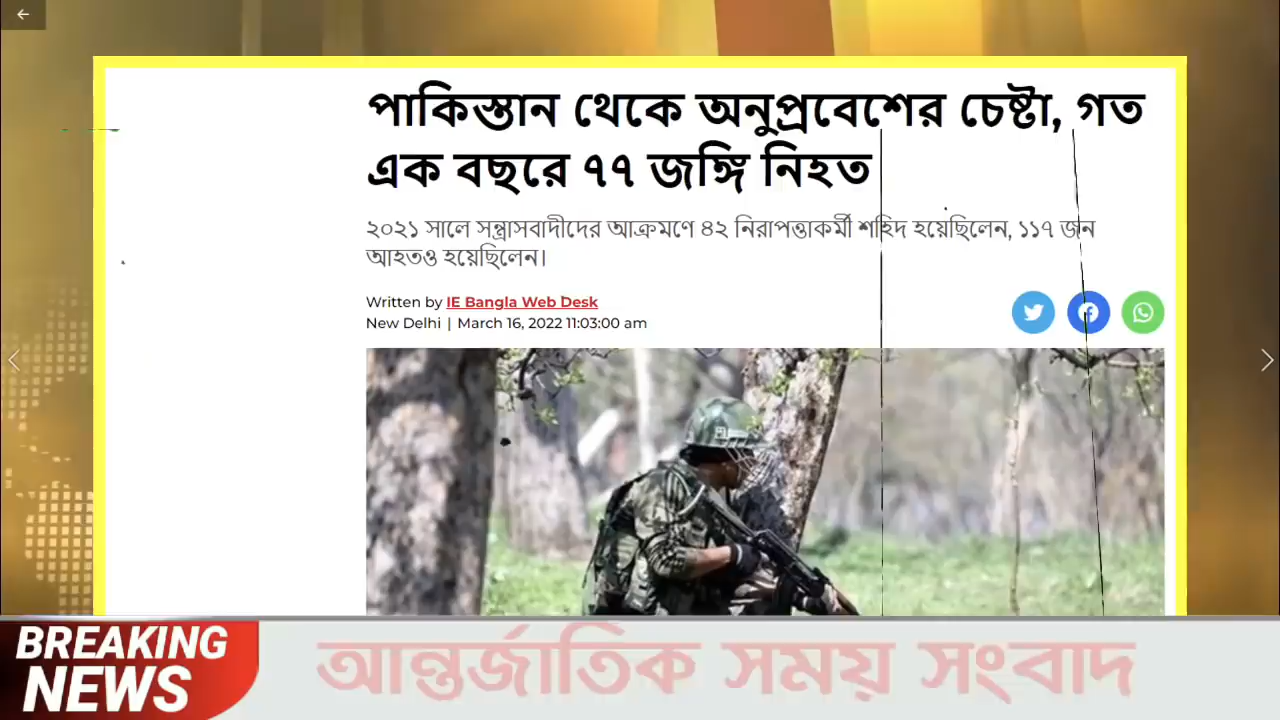 পাকিস্তান থেকে অনুপ্রবেশের চেষ্টা, গত
এক বছরে ৭৭ জঙ্গি নিহত
২০২১ সালে সন্ত্রাসবাদীদের আক্রমণে ৪২ নিরাপত্তাকর্মী শহিদ হয়েছিলেন, ১১৭ জন
আহতও হয়েছিলেন।
Written by IE Bangla Web Desk
New Delhi | March 16, 2022 11:03:00 am
BREAKING
NEWS
আন্তর্জাতিক সময় সংবাদ